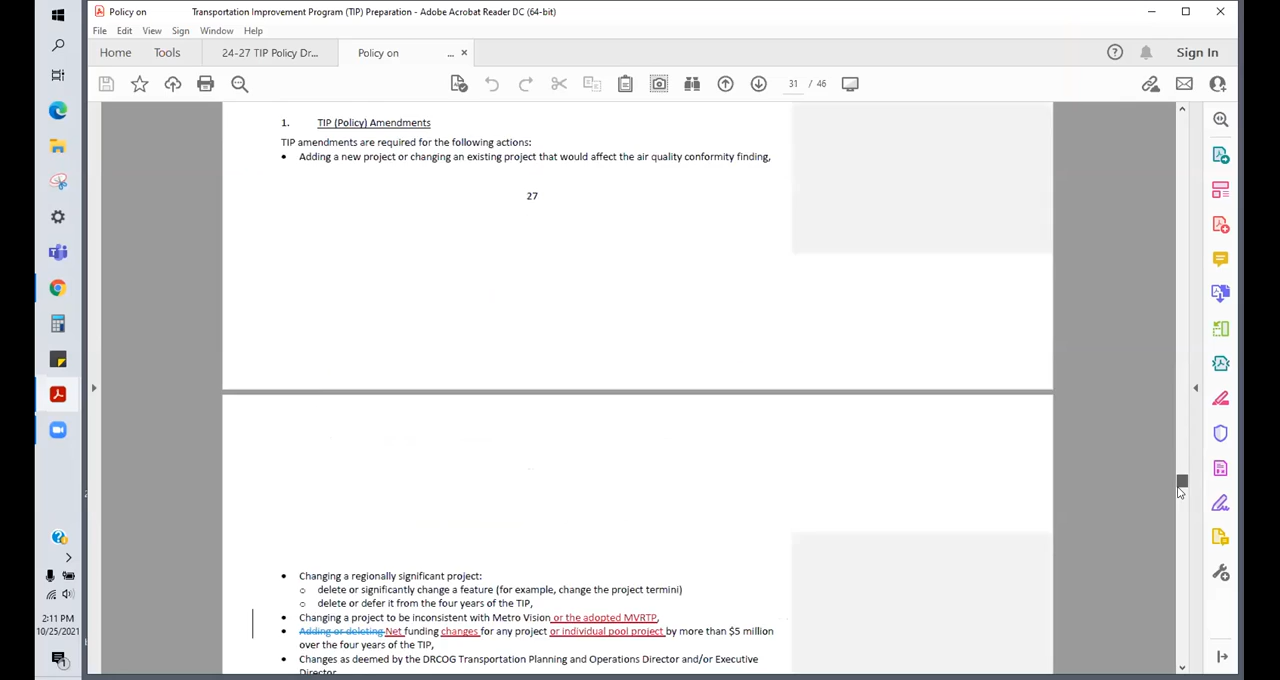 Policy on Transportation Improvement Program (TIP) Preparation - Adobe Acrobat Reader DC (64-bit)
File Edit View Sign Window Help
Home Tools 24-27 TIP Policy Dr... Policy on ... × Sign In
31 / 46
1. TIP (Policy) Amendments
TIP amendments are required for the following actions:
• Adding a new project or changing an existing project that would affect the air quality conformity finding,
27
• Changing a regionally significant project:
o delete or significantly change a feature (for example, change the project termini)
o delete or defer it from the four years of the TIP,
• Changing a project to be inconsistent with Metro Vision or the adopted MVRTP,
• Adding or deleting Net funding changes for any project or individual pool project by more than $5 million
over the four years of the TIP,
• Changes as deemed by the DRCOG Transportation Planning and Operations Director and/or Executive
Director
2:11 PM
10/25/2021